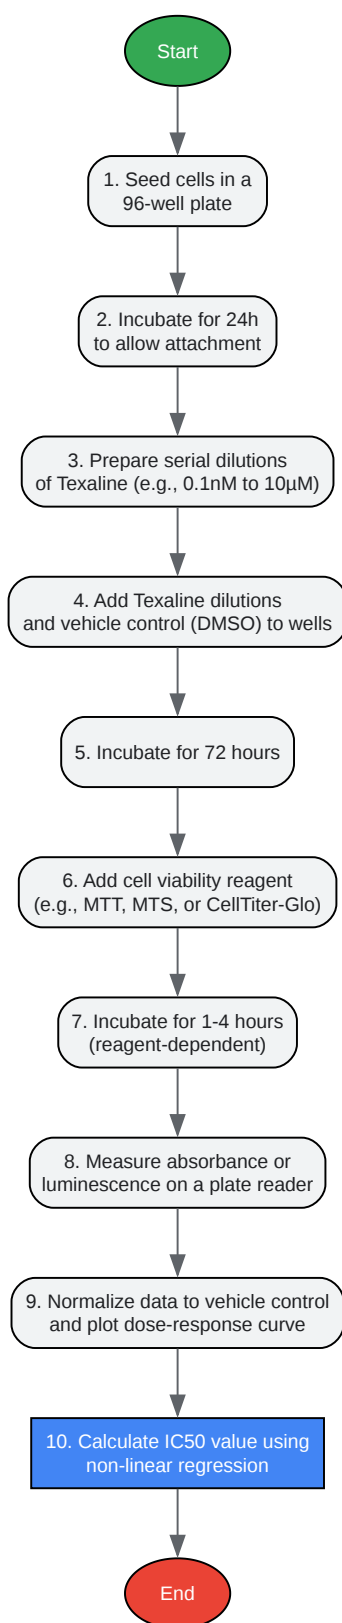 Start
1. Seed cells in a
96-well plate
2. Incubate for 24h
to allow attachment
3. Prepare serial dilutions
of Texaline (e.g., 0.1nM to 10µM)
4. Add Texaline dilutions
and vehicle control (DMSO) to wells
5. Incubate for 72 hours
6. Add cell viability reagent
(e.g., MTT, MTS, or CellTiter-Glo)
7. Incubate for 1-4 hours
(reagent-dependent)
8. Measure absorbance or
luminescence on a plate reader
9. Normalize data to vehicle control
and plot dose-response curve
10. Calculate IC50 value using
non-linear regression
End